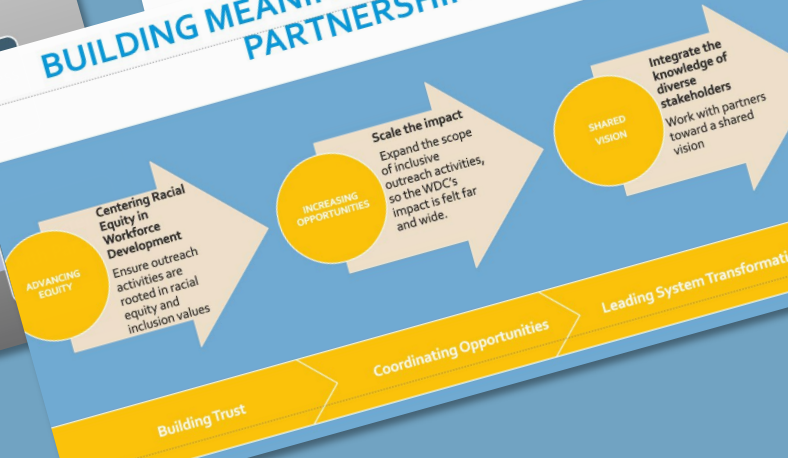 BUILDING
ADVANCING
EQUITY
Centering Racial
Equity in
Workforce
Development
Ensure outreach
activities are
rooted in racial
equity and
inclusion values
INCREASING
OPPORTUNITIES
Scale the impact
Expand the scope
of inclusive
outreach activities,
so the WDC's
impact is felt far
and wide.
SHARED
VISION
Integrate the
knowledge of
diverse
stakeholders
Work with partners
toward a shared
vision
Building Trust
Coordinating Opportunities
Leading System